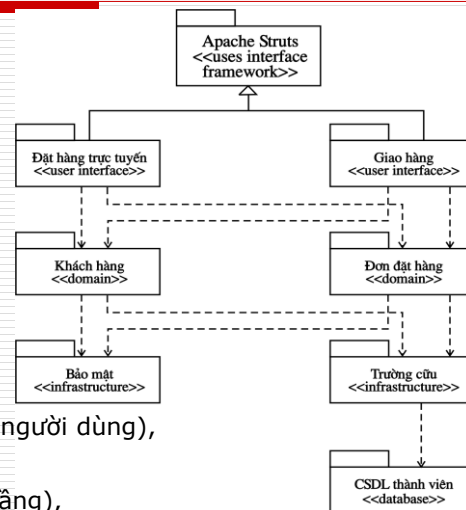 Apache Struts
<<uses interface
framework>>
Đặt hàng trực tuyến
<<user interface>>
Giao hàng
<<user interface>>
Khách hàng
<<domain>>
Đơn đặt hàng
<<domain>>
Bảo mật
<<infrastructure>>
Trường cữu
<<infrastructure>>
người dùng),
CSDL thành viên
<<database>>
ầng),